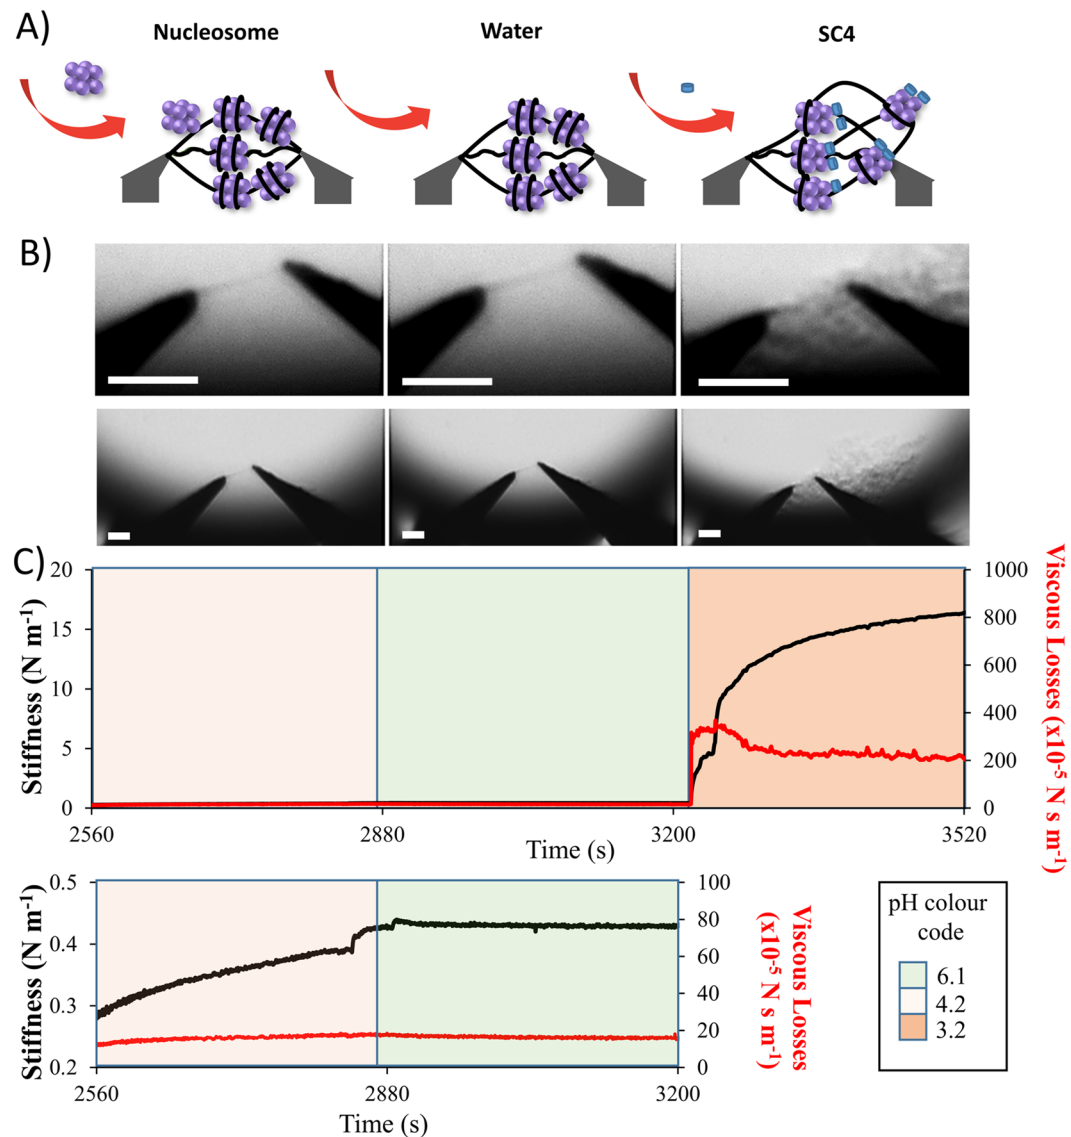 A)
Nucleosome
Water
SC4
B)
C)
20
15
10
5
0
Stiffness (N m-1)
1000
800
600
400
200
0
Viscous Losses (x10-5 N s m-1)
2560
2880
3200
3520
Time (s)
0.5
0.4
0.3
0.2
Stiffness (N m-1)
100
80
60
40
20
0
Viscous Losses
(x10-5 N s m-1)
2560
2880
3200
Time (s)
pH colour
code
6.1
4.2
3.2